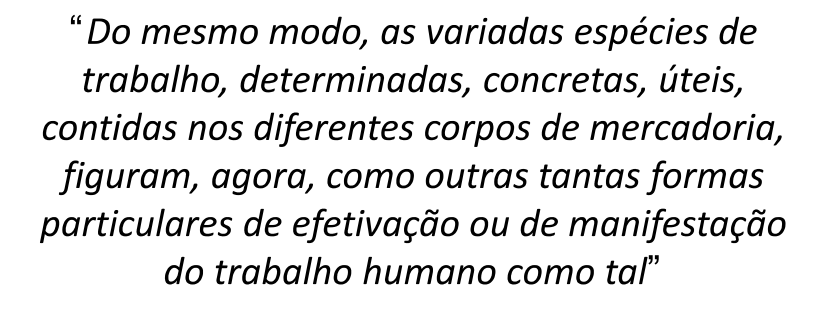 “Do mesmo modo, as variadas espécies de
trabalho, determinadas, concretas, úteis,
contidas nos diferentes corpos de mercadoria,
figuram, agora, como outras tantas formas
particulares de efetivação ou de manifestação
do trabalho humano como tal”